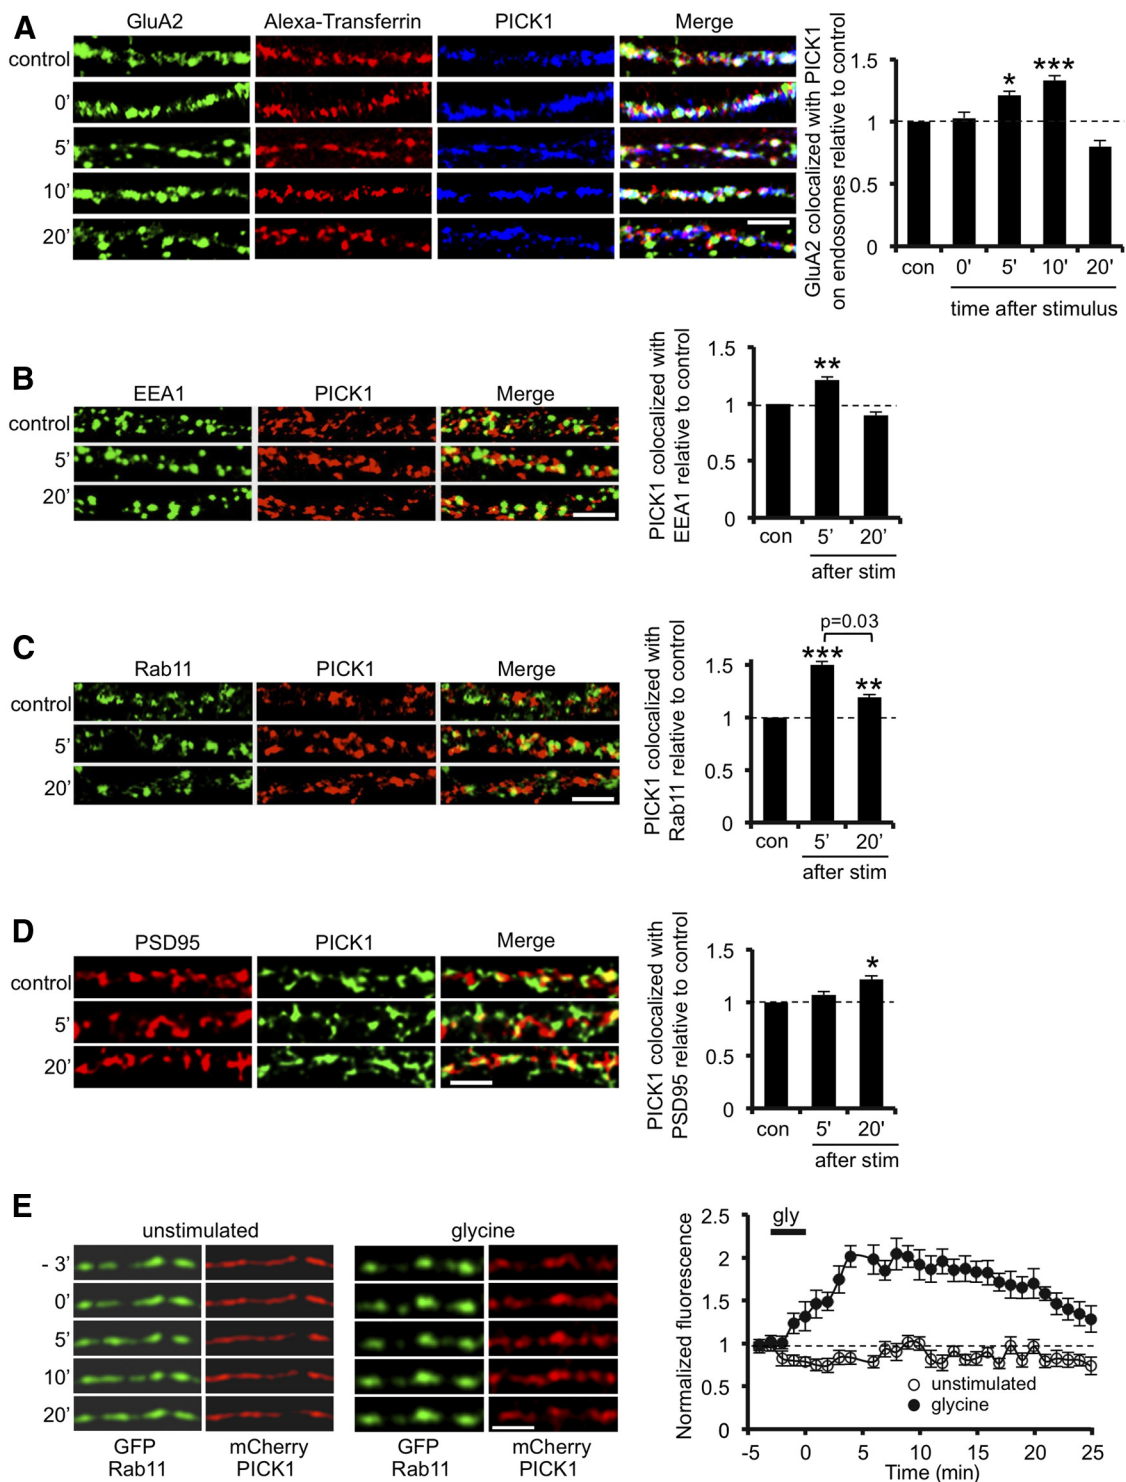 A
GluA2 Alexa-Transferrin PICK1 Merge
control
0'
5'
10'
20'
GluA2 colocalized with PICK1
on endosomes relative to control
1.5
1
0.5
0
* ***
con 0' 5' 10' 20'
time after stimulus
B
EEA1 PICK1 Merge
control
5'
20'
PICK1 colocalized with
EEA1 relative to control
1.5
1
0.5
0
**
con 5' 20'
after stim
C
Rab11 PICK1 Merge
control
5'
20'
PICK1 colocalized with
Rab11 relative to control
p=0.03
1.5
1
0.5
0
*** **
con 5' 20'
after stim
D
PSD95 PICK1 Merge
control
5'
20'
PICK1 colocalized with
PSD95 relative to control
1.5
1
0.5
0
*
con 5' 20'
after stim
E
unstimulated glycine
- 3'
0'
5'
10'
20'
GFP mCherry GFP mCherry
Rab11 PICK1 Rab11 PICK1
Normalized fluorescence
2.5
2
1.5
1
0.5
0
gly
unstimulated
glycine
-5 0 5 10 15 20 25
Time (min)